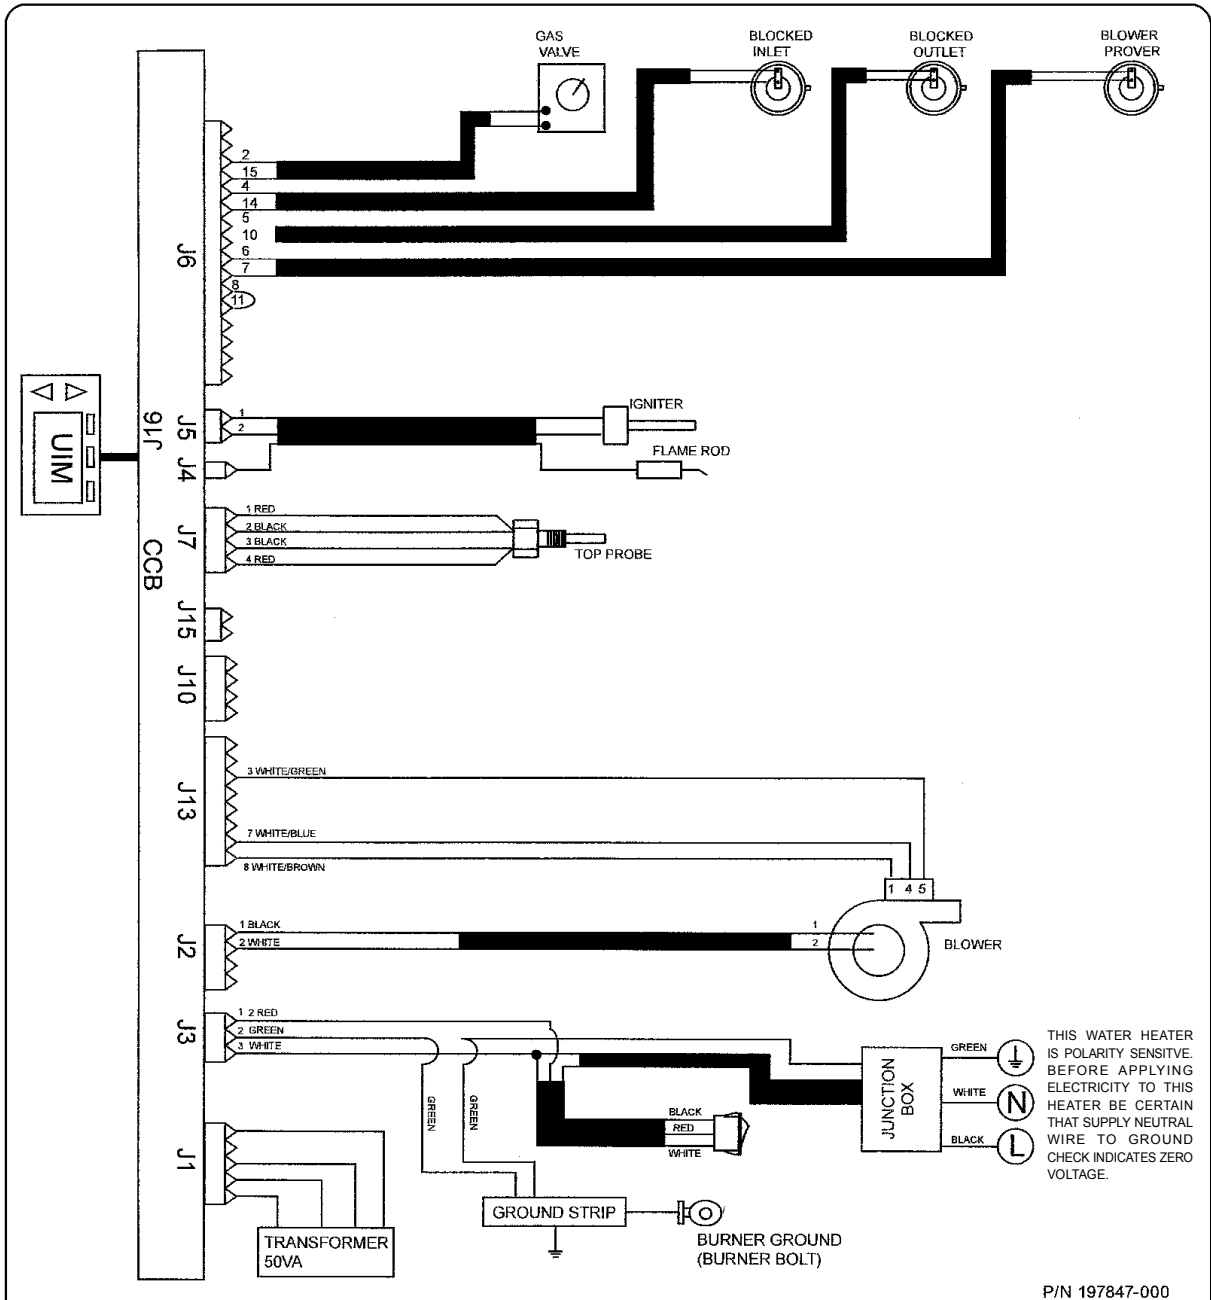 GAS
VALVE
BLOCKED
INLET
BLOCKED
OUTLET
BLOWER
PROVER
2
15
4
14
5
10
6
7
8
11
J6
UIM
J16
J5
1
2
IGNITER
J4
FLAME ROD
J7
1 RED
2 BLACK
3 BLACK
4 RED
TOP PROBE
CCB
J15
J10
J13
3 WHITE/GREEN
7 WHITE/BLUE
8 WHITE/BROWN
1 4 5
J2
1 BLACK
2 WHITE
1
2
BLOWER
J3
1 2 RED
2 GREEN
3 WHITE
GREEN
GREEN
BLACK
RED
WHITE
JUNCTION
BOX
GREEN
WHITE
N
BLACK
L
THIS WATER HEATER
IS POLARITY SENSITVE.
BEFORE APPLYING
ELECTRICITY TO THIS
HEATER BE CERTAIN
THAT SUPPLY NEUTRAL
WIRE TO GROUND
CHECK INDICATES ZERO
VOLTAGE.
J1
TRANSFORMER
50VA
GROUND STRIP
BURNER GROUND
(BURNER BOLT)
P/N 197847-000